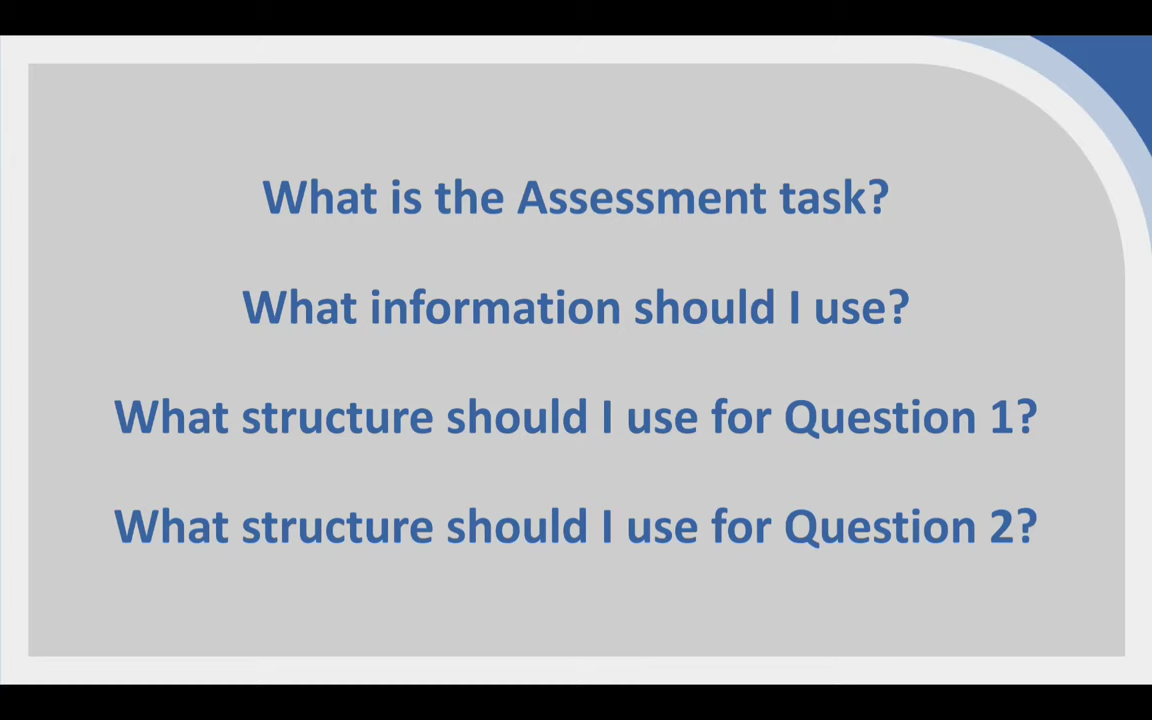 What is the Assessment task?
What information should I use?
What structure should I use for Question 1?
What structure should I use for Question 2?